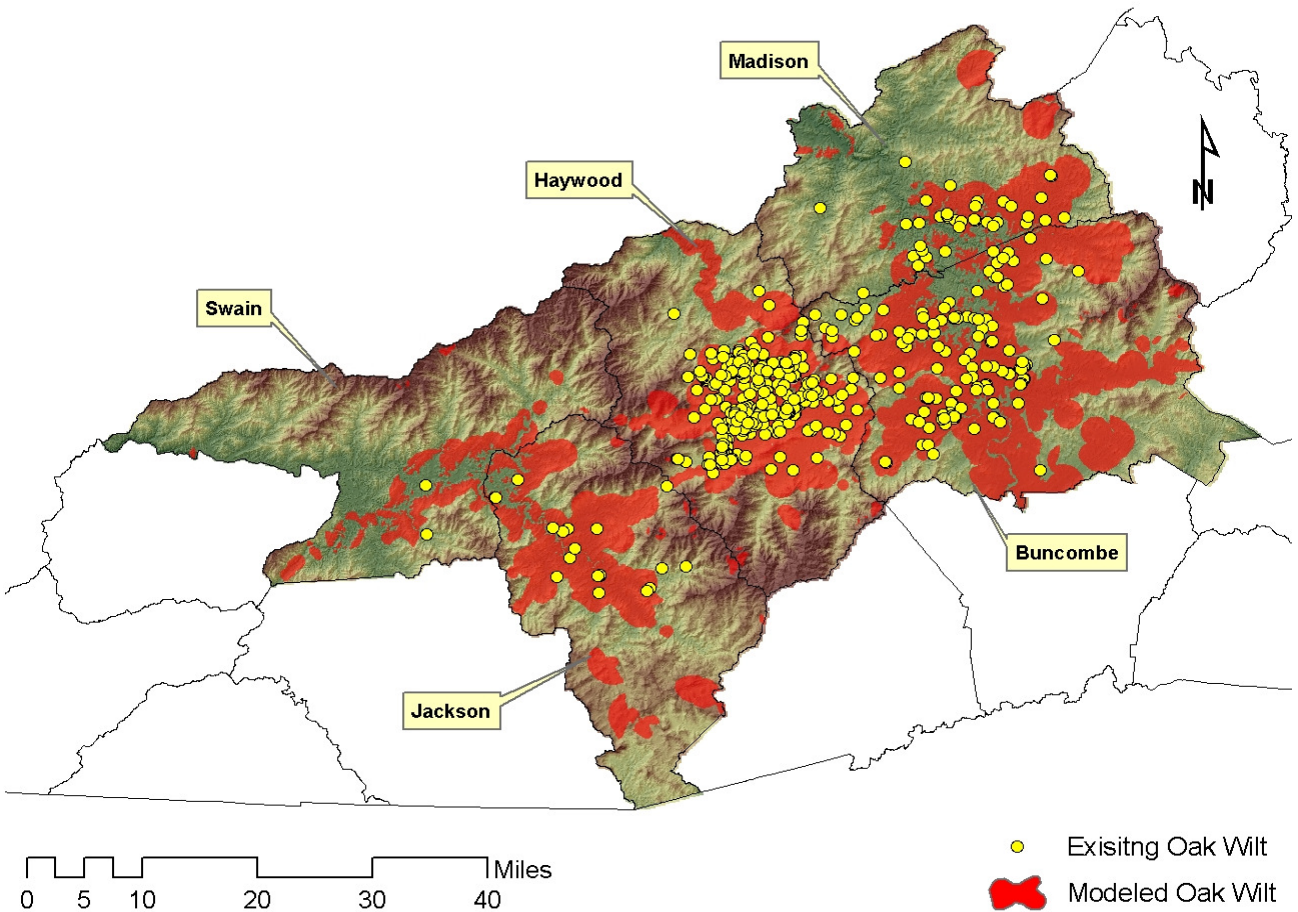 Madison
Haywood
N
Swain
Buncombe
Jackson
Exisitng Oak Wilt
Miles
0 5 10 20 30 40
Modeled Oak Wilt